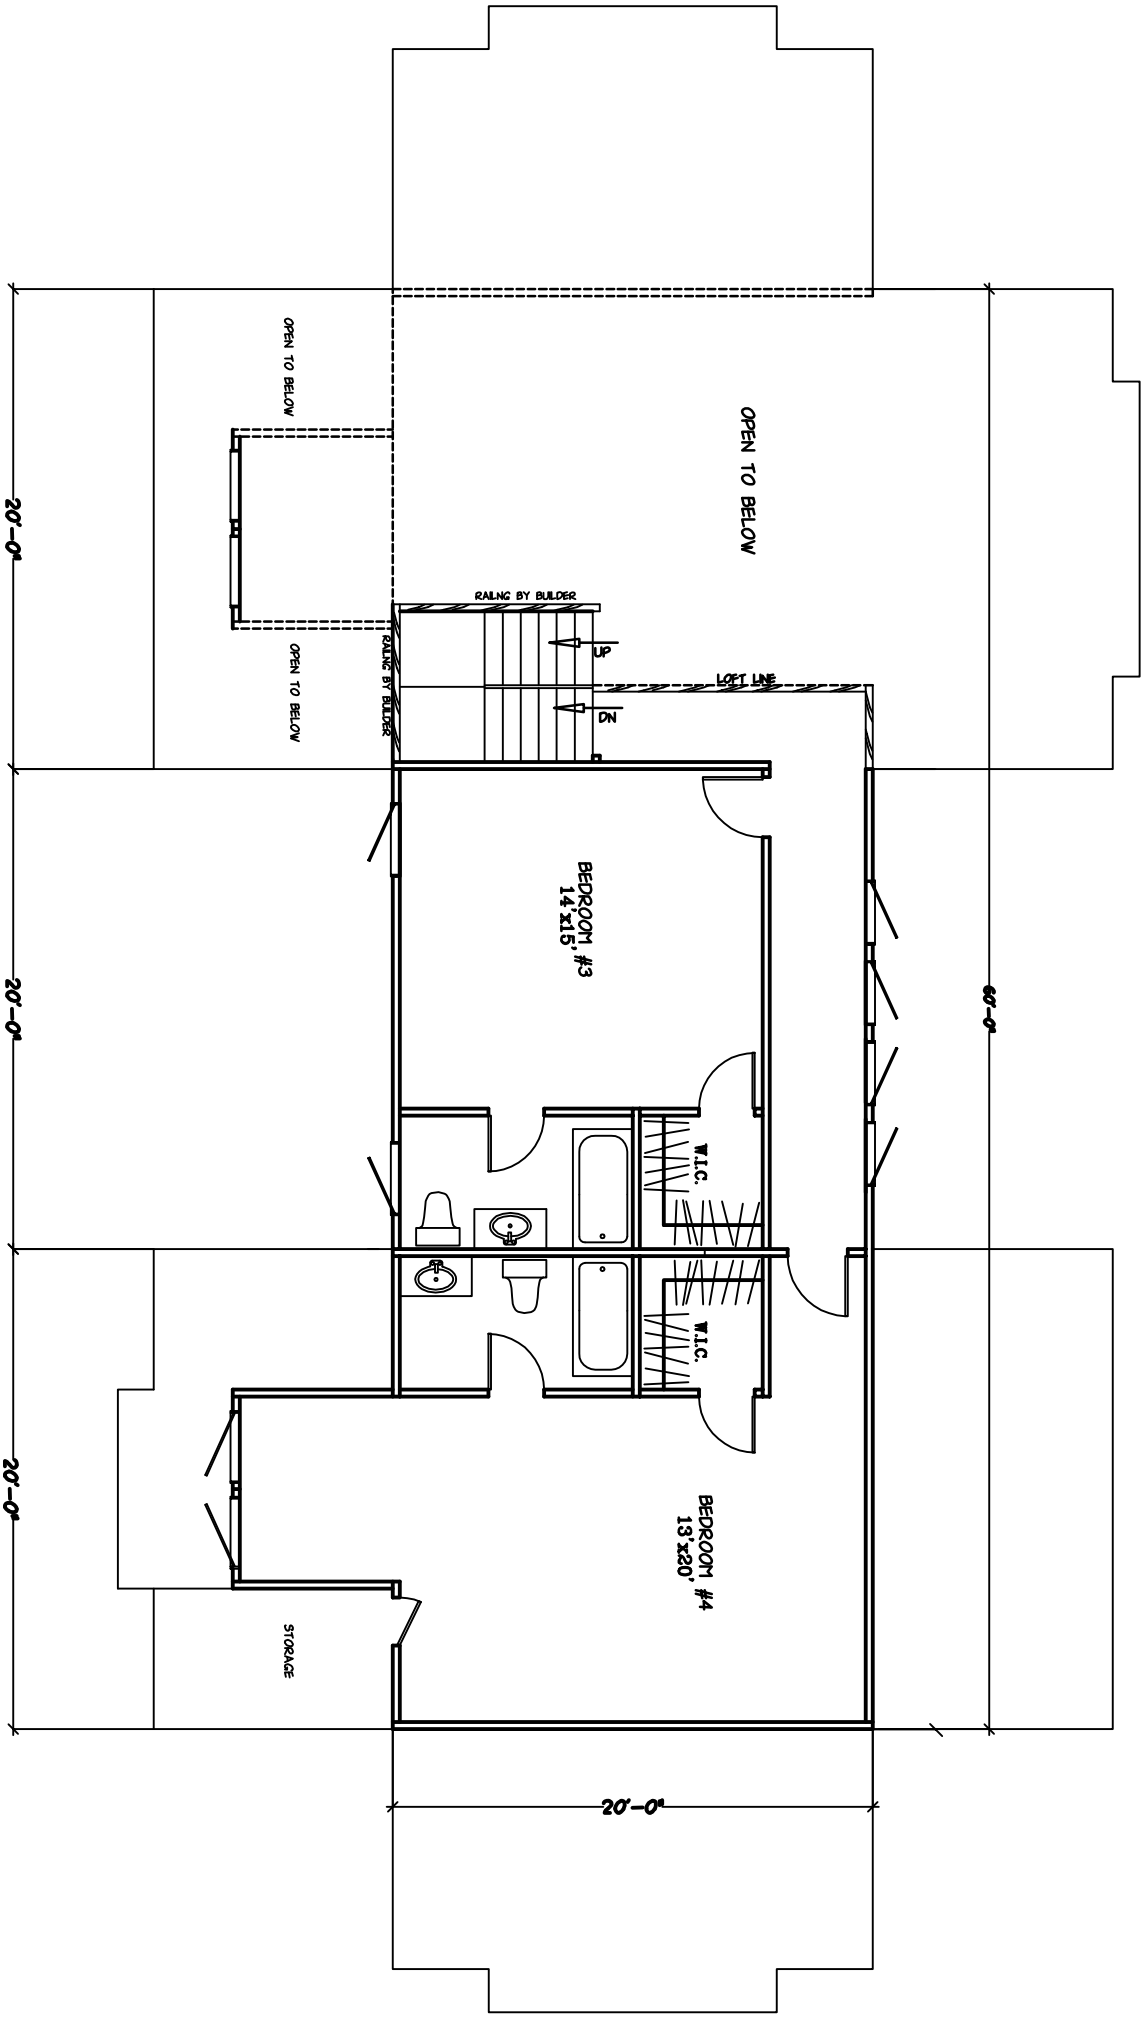 OPEN TO BELOW
OPEN TO BELOW
20'-0"
RAILNG BY BUILDER
UP
OPEN TO BELOW
RAILNG BY BUILDER
LOFT LINE
DN
BEDROOM #3
14'x15'
60'-0"
20'-0"
W.I.C.
W.I.C.
20'-0"
BEDROOM #4
13'x20'
STORAGE
20'-0"